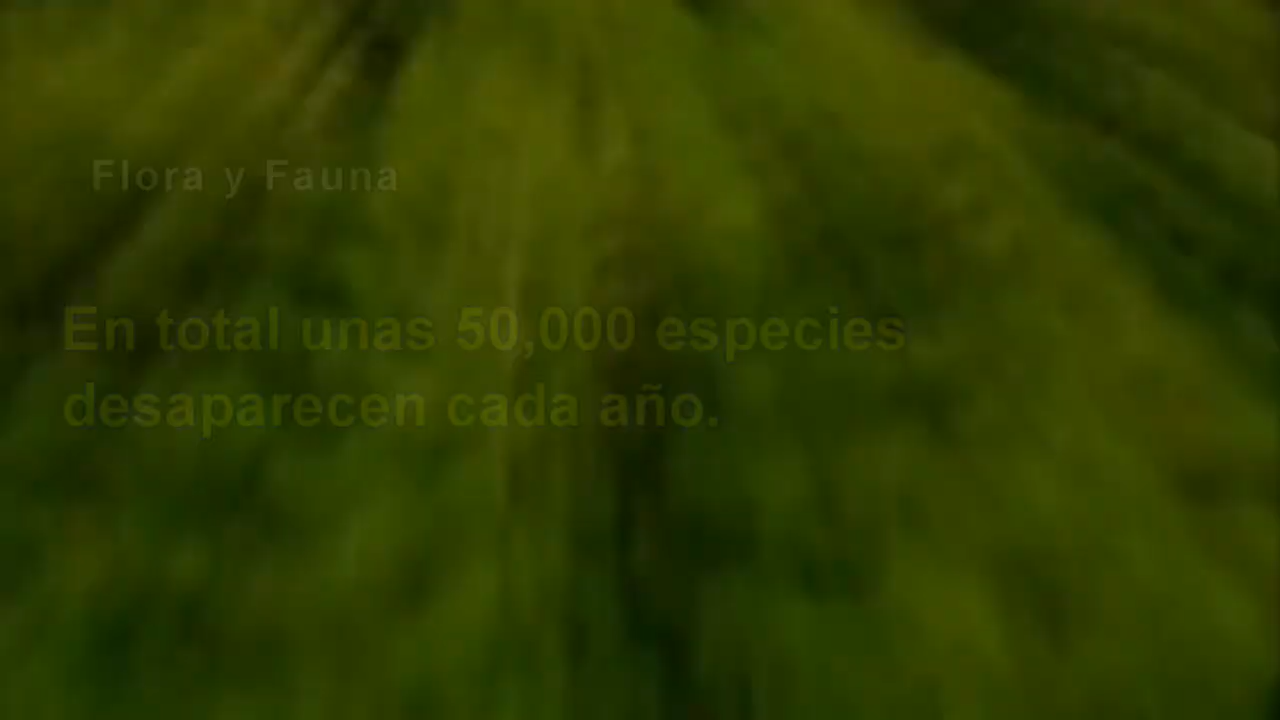 Flora y Fauna
En total unas 50,000 especies
desaparecen cada año.